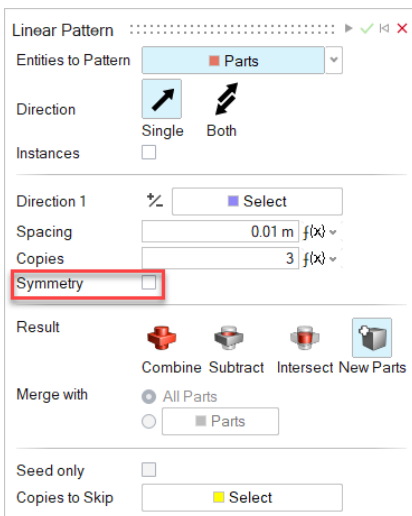 Linear Pattern
Entities to Pattern Parts
Direction
Single Both
Instances
Direction 1 +/- Select
Spacing 0.01 m f(x)
Copies 3 f(x)
Symmetry
Result
Combine Subtract Intersect New Parts
Merge with All Parts
Parts
Seed only
Copies to Skip Select